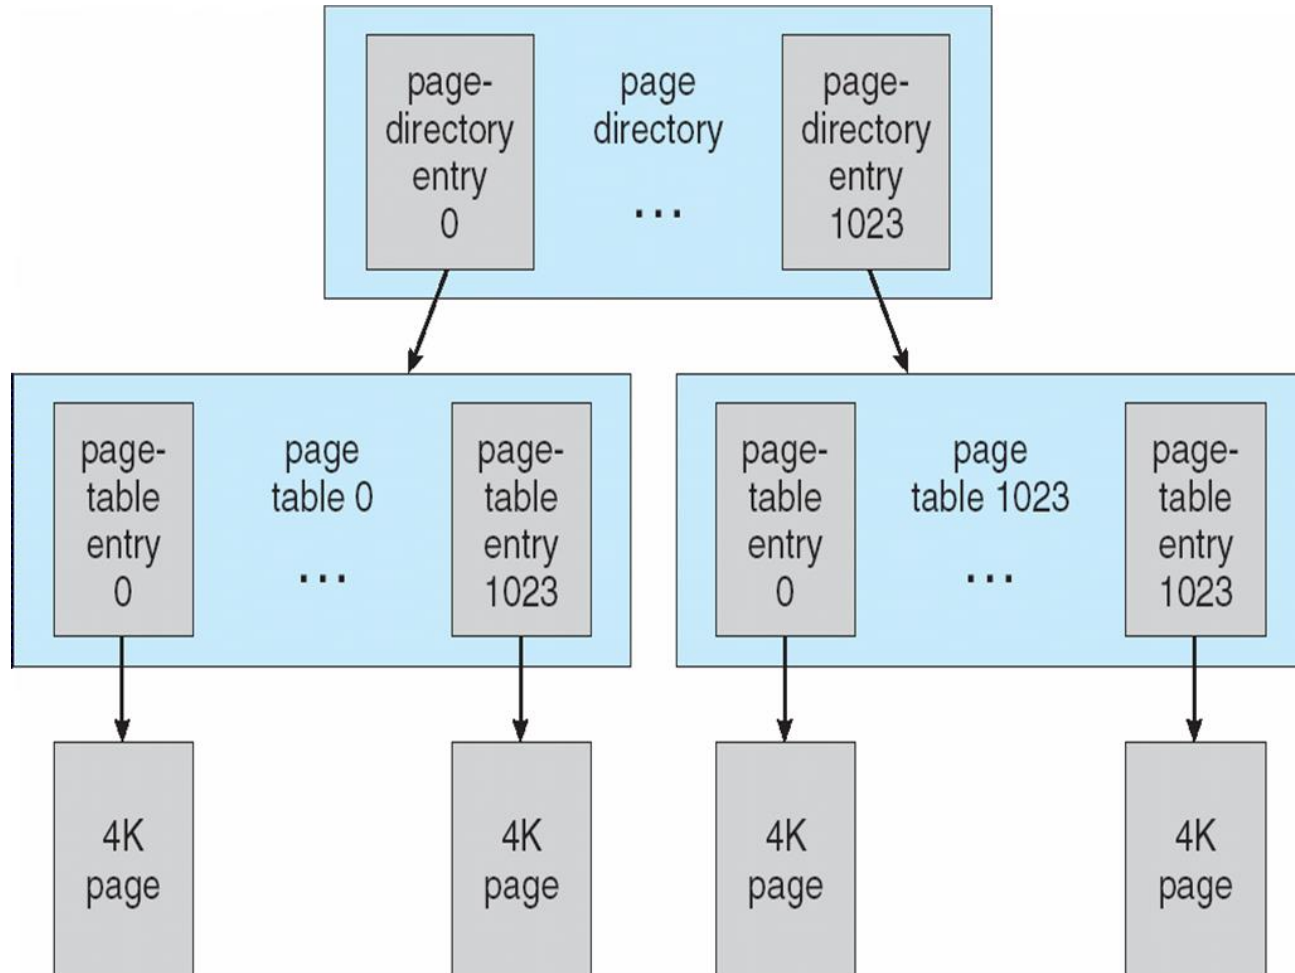 page-
directory
entry
0
page
directory
...
page-
directory
entry
1023
page-
table
entry
0
page
table 0
...
page-
table
entry
1023
page-
table
entry
0
page
table 1023
...
page-
table
entry
1023
4K
page
4K
page
4K
page
4K
page